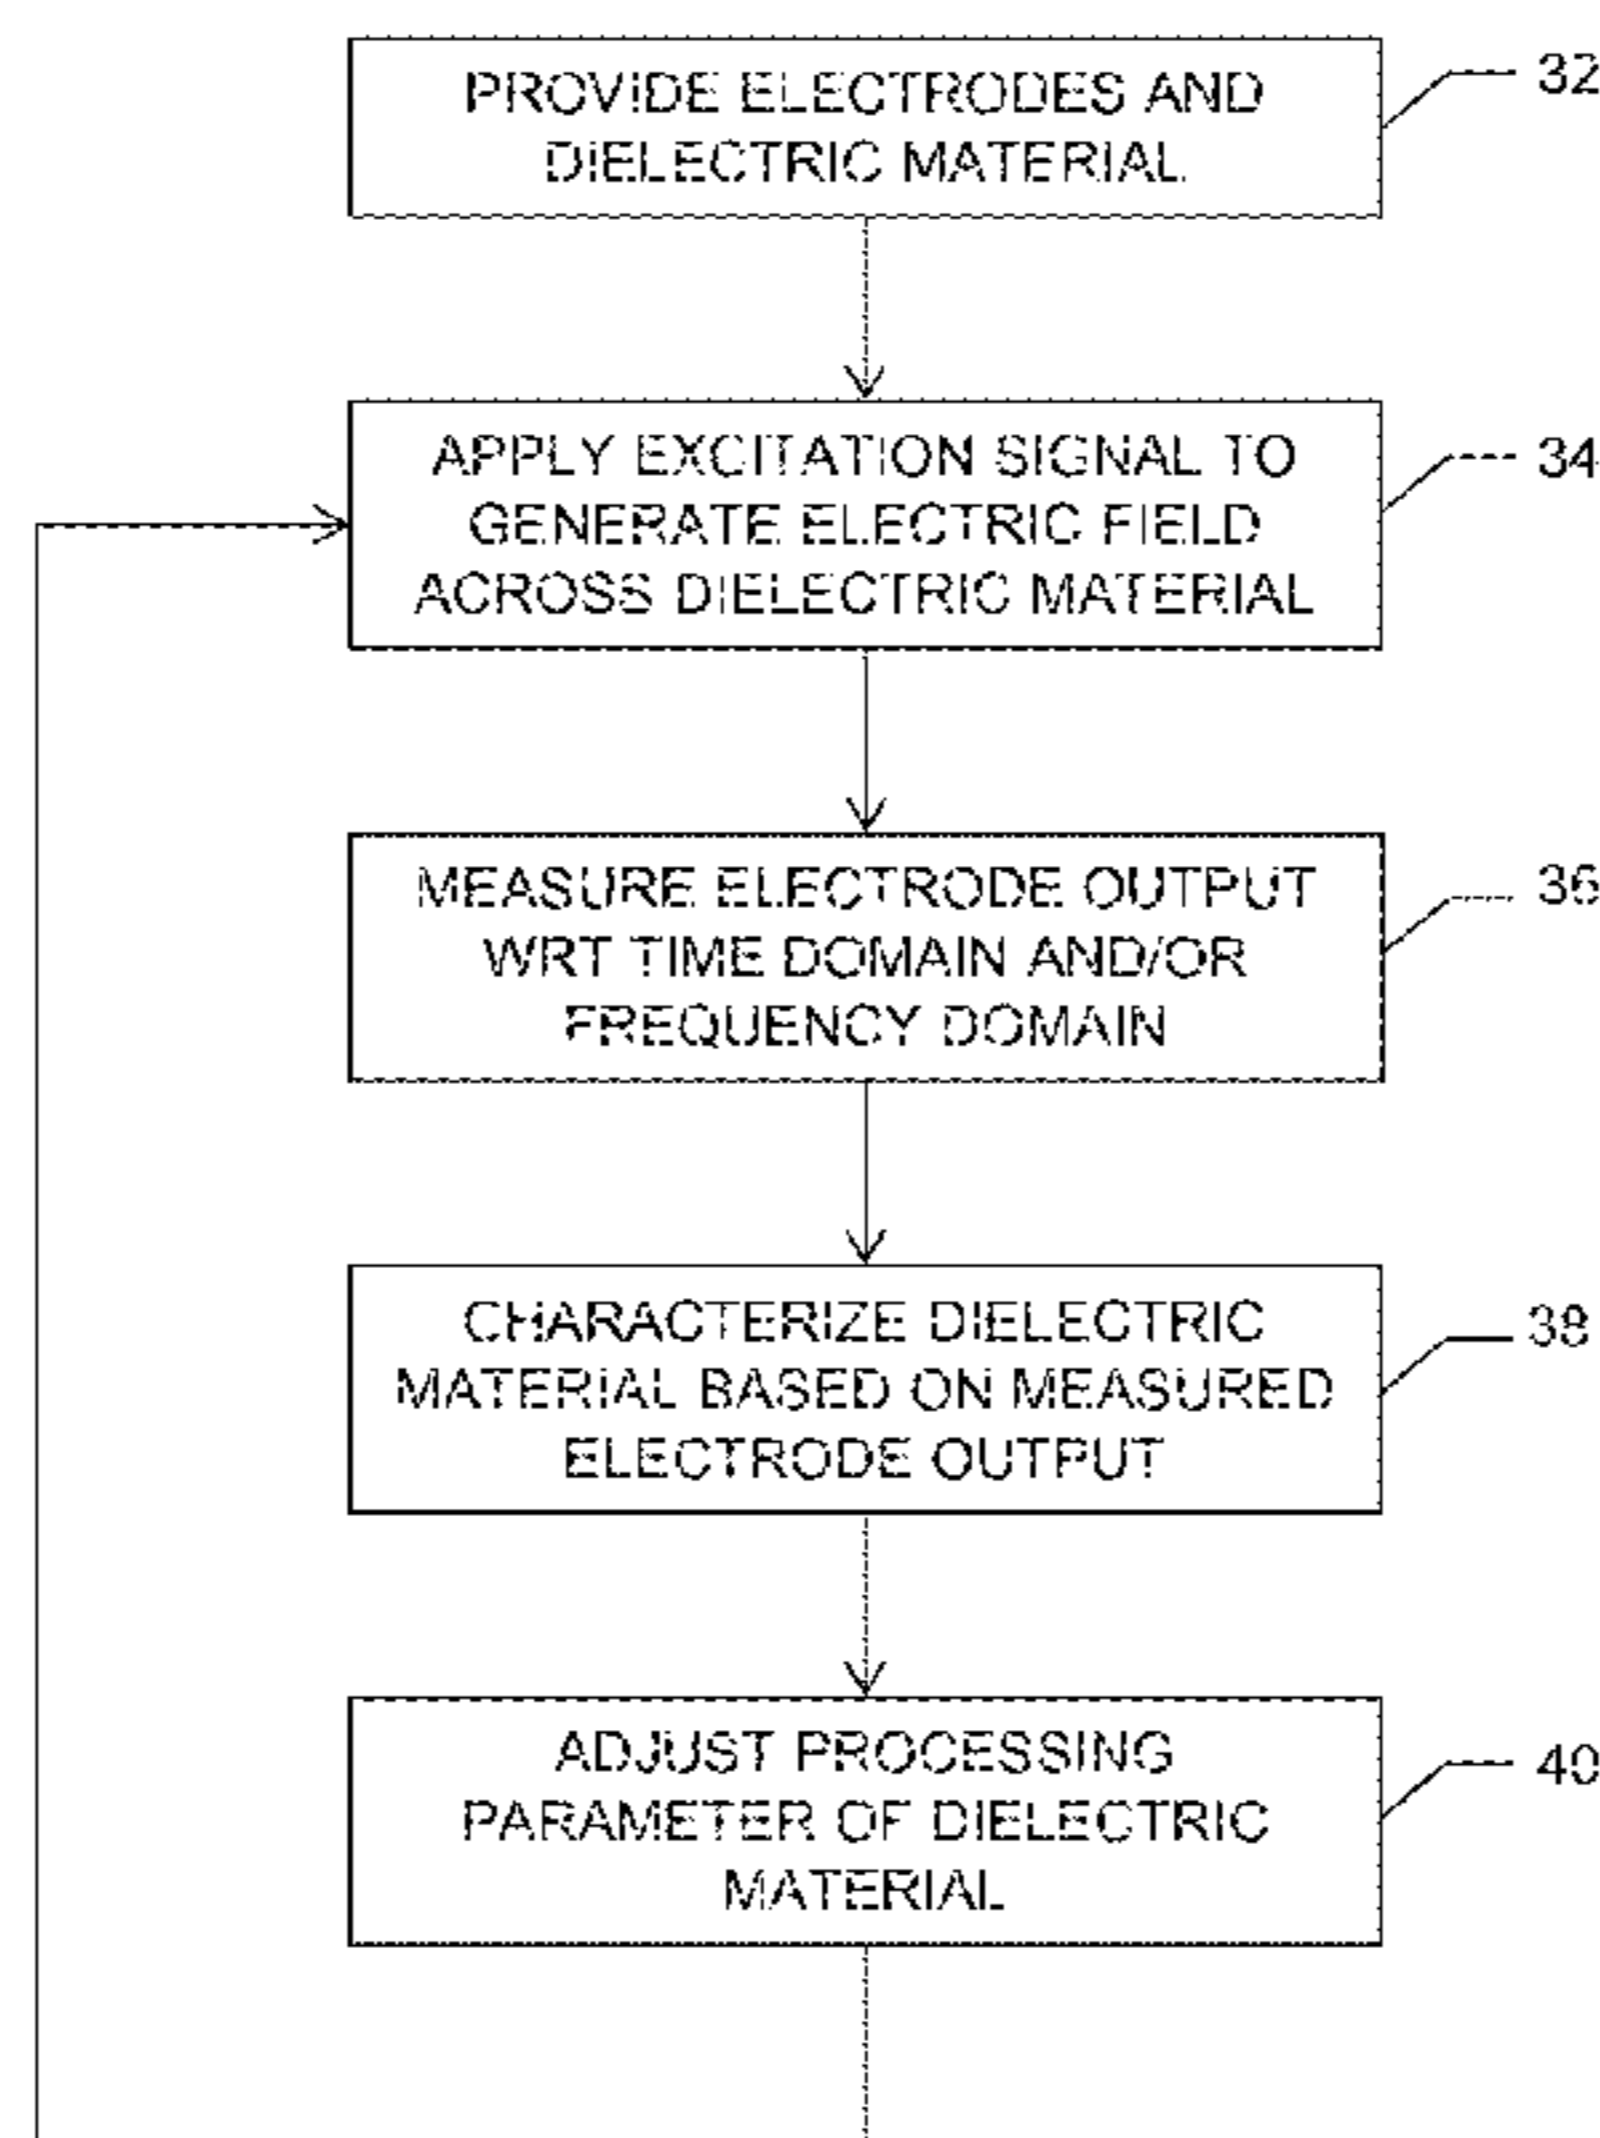 PROVIDE ELECTRODES AND
DIELECTRIC MATERIAL
32
APPLY EXCITATION SIGNAL TO
GENERATE ELECTRIC FIELD
ACROSS DIELECTRIC MATERIAL
34
MEASURE ELECTRODE OUTPUT
WRT TIME DOMAIN AND/OR
FREQUENCY DOMAIN
36
CHARACTERIZE DIELECTRIC
MATERIAL BASED ON MEASURED
ELECTRODE OUTPUT
38
ADJUST PROCESSING
PARAMETER OF DIELECTRIC
MATERIAL
40